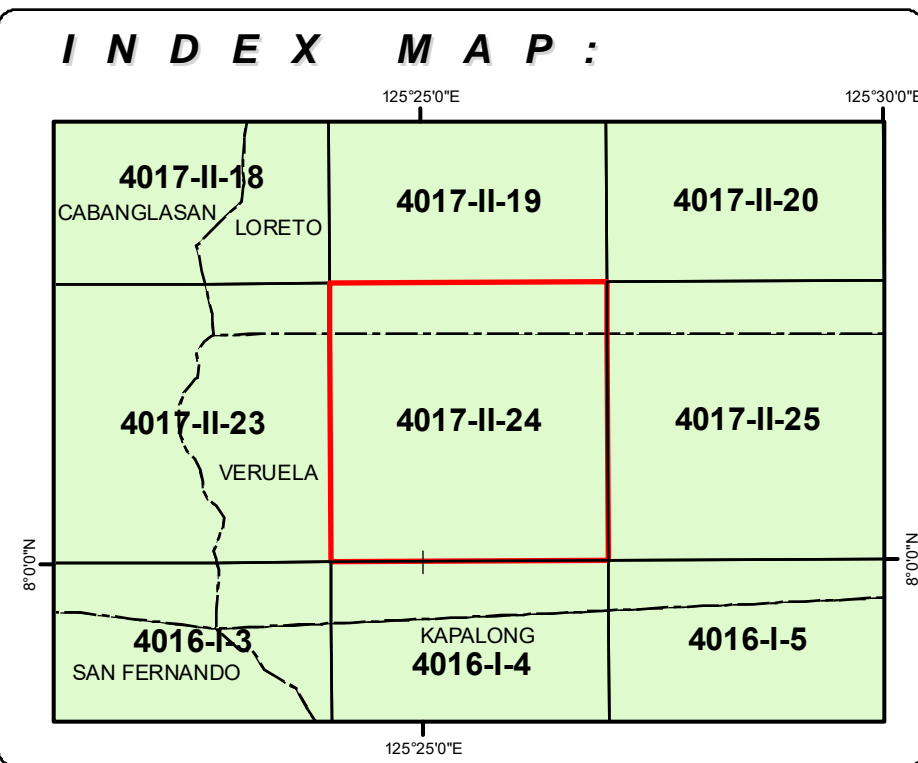 INDEX MAP:
125°25'0"E
125°30'0"E
4017-II-18
CABANGLASAN
LORETO
4017-II-19
4017-II-20
4017-II-23
VERUELA
4017-II-24
4017-II-25
8°0'0"N
8°0'0"N
4016-I-3
SAN FERNANDO
KAPALONG
4016-I-4
4016-I-5
125°25'0"E